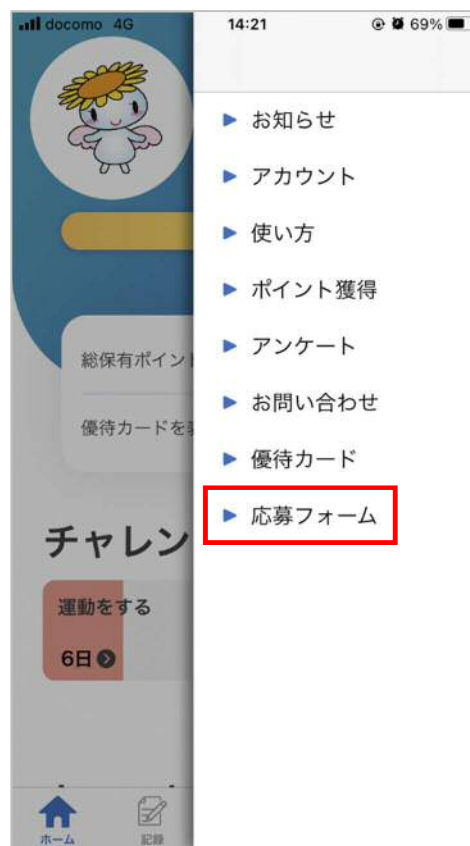 docomo 4G 14:21 69%
お知らせ
アカウント
使い方
ポイント獲得
アンケート
お問い合わせ
優待カード
応募フォーム
総保有ポイント
優待カードを
チャレン
運動をする
6日
ホーム
記録